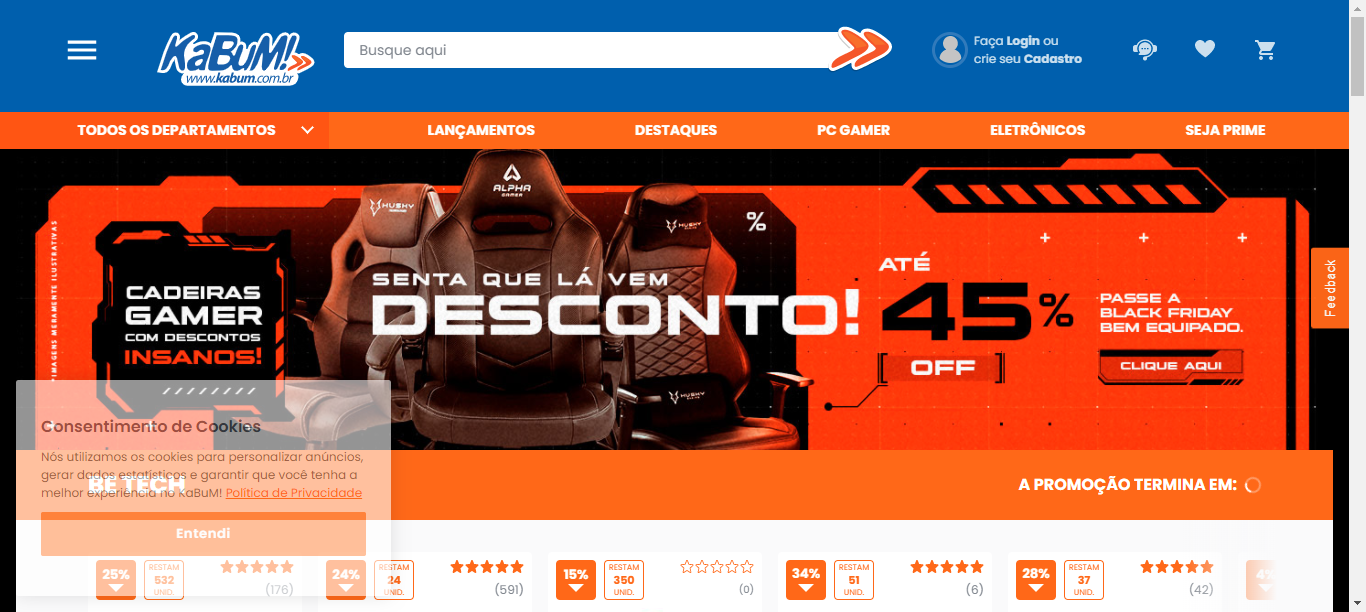 KaBuM!
www.kabum.com.br
Busque aqui
Faça Login ou
crie seu Cadastro
TODOS OS DEPARTAMENTOS
LANÇAMENTOS
DESTAQUES
PC GAMER
ELETRÔNICOS
SEJA PRIME
*IMAGENS MERAMENTE ILUSTRATIVAS
CADEIRAS
GAMER
COM DESCONTOS
INSANOS!
HUSKY
ALPHA
GAMER
HUSKY
%
HUSKY
SENTA QUE LÁ VEM
DESCONTO!
ATÉ
45%
OFF
PASSE A
BLACK FRIDAY
BEM EQUIPADO.
CLIQUE AQUI
Feedback
BE TECH
A PROMOÇÃO TERMINA EM:
Consentimento de Cookies
Nós utilizamos os cookies para personalizar anúncios,
gerar dados estatísticos e garantir que você tenha a
melhor experiência no KaBuM! Política de Privacidade
Entendi
25%
RESTAM
532
UNID.
(176)
24%
RESTAM
24
UNID.
(591)
15%
RESTAM
350
UNID.
(0)
34%
RESTAM
51
UNID.
(6)
28%
RESTAM
37
UNID.
(42)